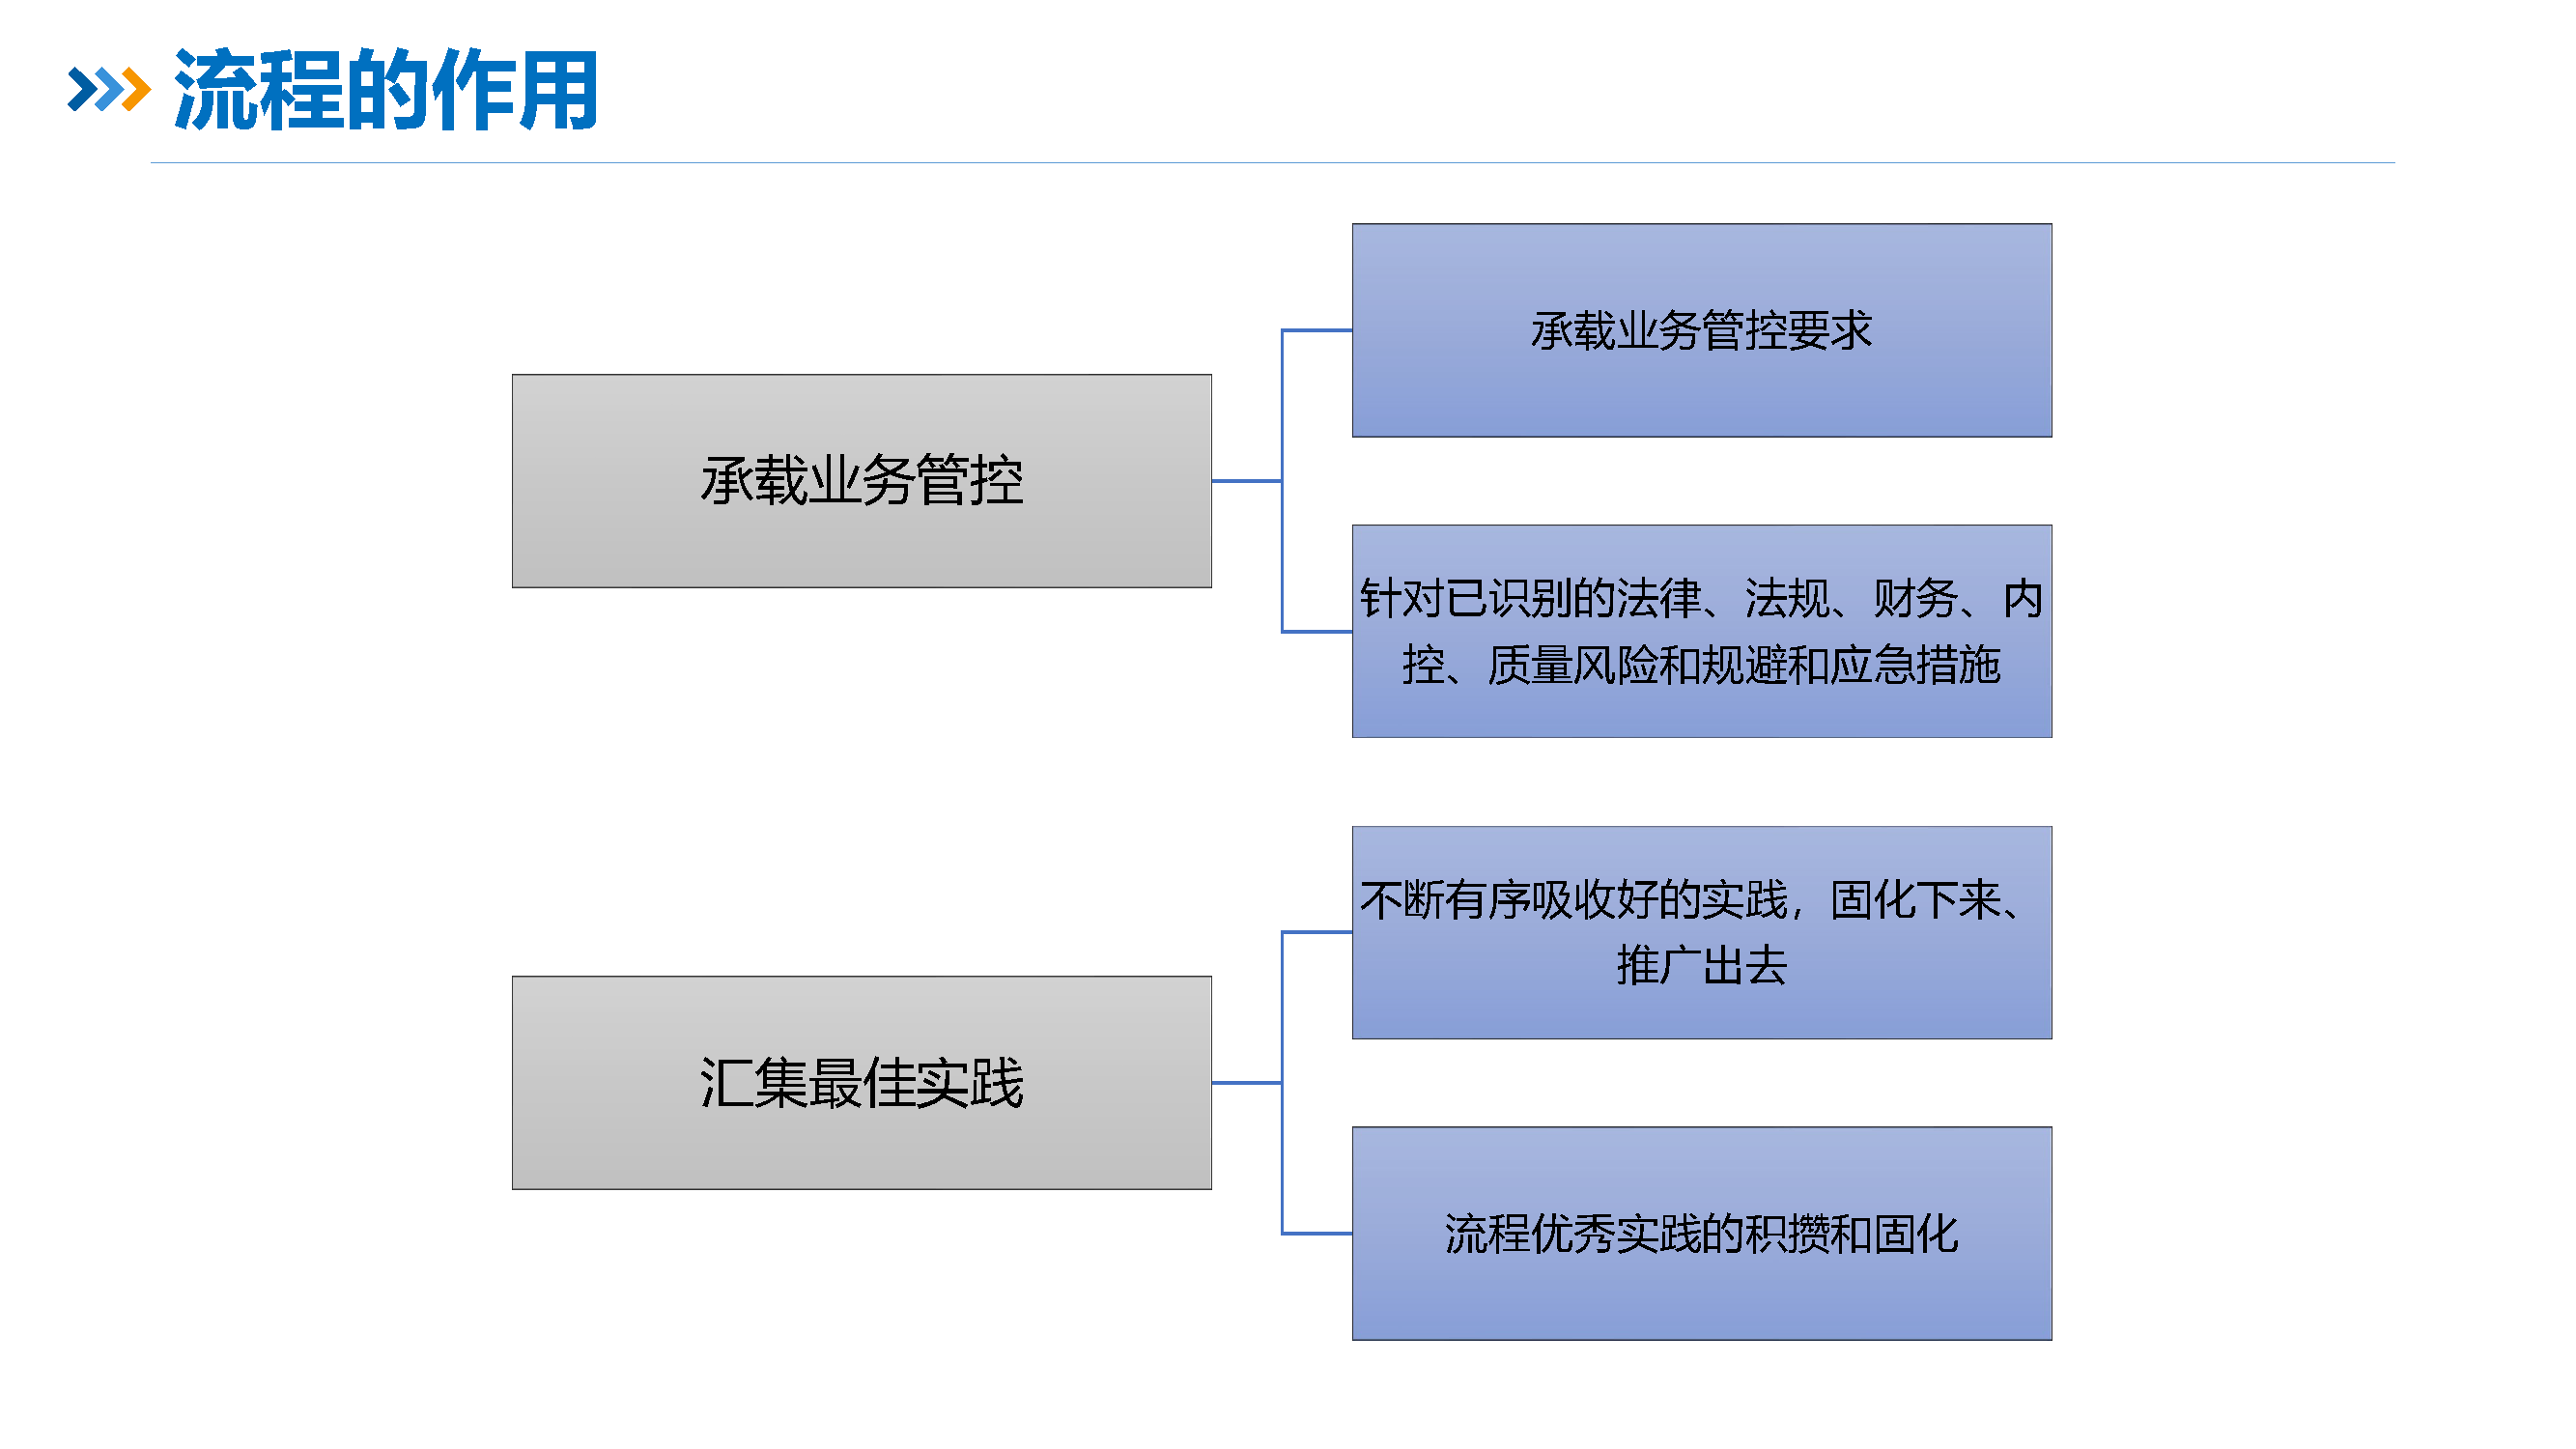 流程的作用
承载业务管控
承载业务管控要求
针对已识别的法律、法规、财务、内
控、质量风险和规避和应急措施
汇集最佳实践
不断有序吸收好的实践，固化下来、
推广出去
流程优秀实践的积攒和固化